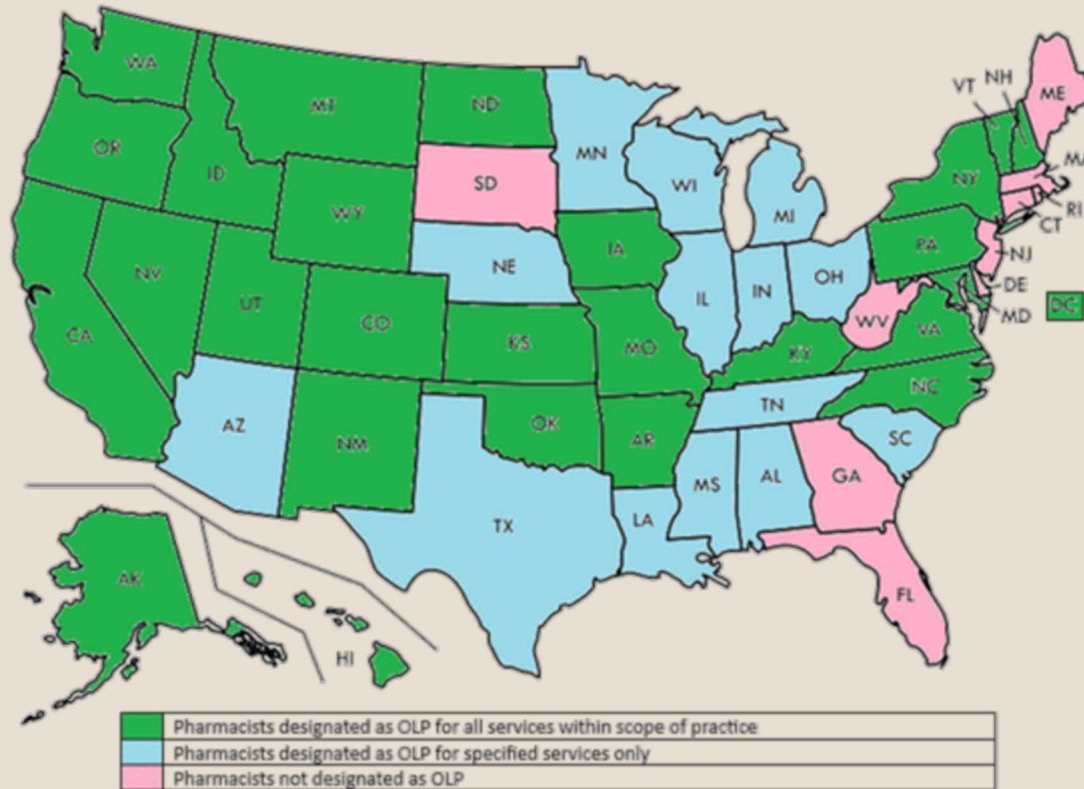 WA
MT
ND
MN
VT
NH
ME
OR
ID
WY
SD
WI
MI
NY
MA
RI
CT
NV
UT
CO
NE
IA
IL
IN
OH
PA
NJ
DE
MD
DC
CA
KS
MO
KY
WV
VA
AZ
NM
OK
AR
TN
NC
SC
TX
LA
MS
AL
GA
FL
AK
HI
Pharmacists designated as OLP for all services within scope of practice
Pharmacists designated as OLP for specified services only
Pharmacists not designated as OLP